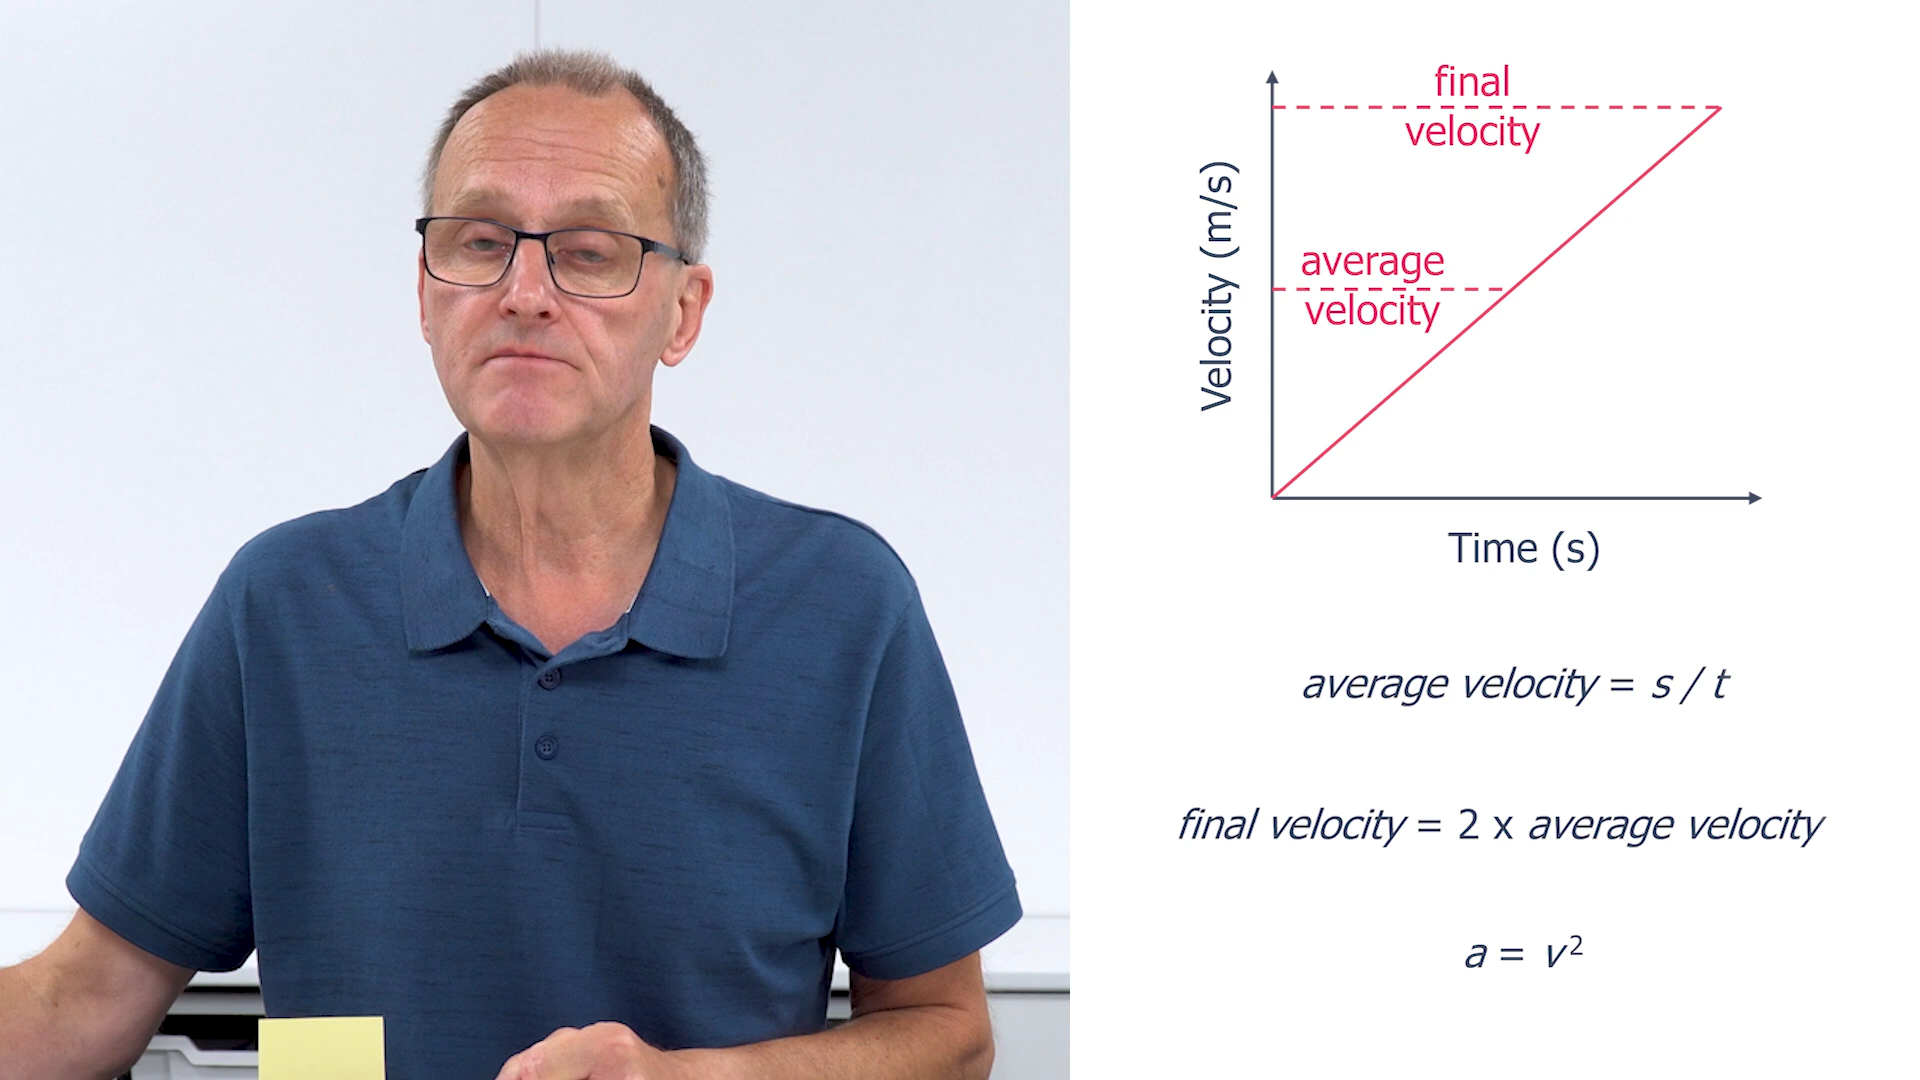 final
velocity
average
velocity
Velocity (m/s)
Time (s)
average velocity = s / t
final velocity = 2 x average velocity
a = v²